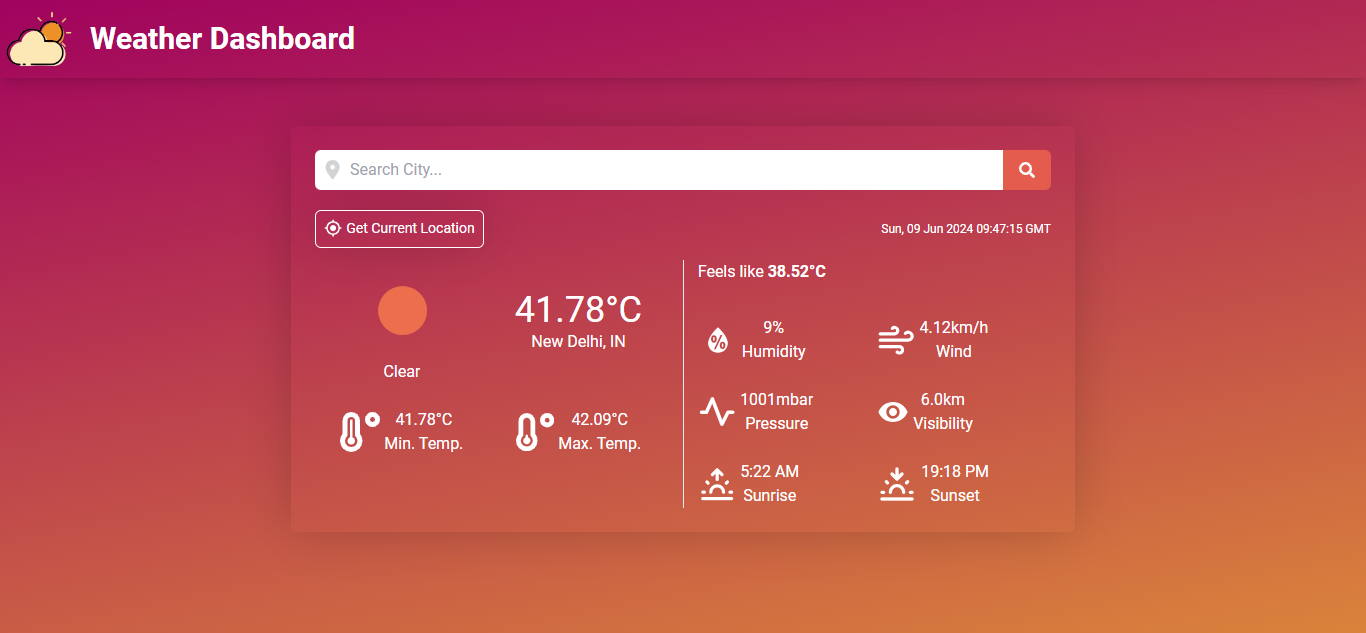 Weather Dashboard
Search City...
Get Current Location
Sun, 09 Jun 2024 09:47:15 GMT
41.78°C
New Delhi, IN
Clear
41.78°C
Min. Temp.
42.09°C
Max. Temp.
Feels like 38.52°C
9%
Humidity
4.12km/h
Wind
1001mbar
Pressure
6.0km
Visibility
5:22 AM
Sunrise
19:18 PM
Sunset